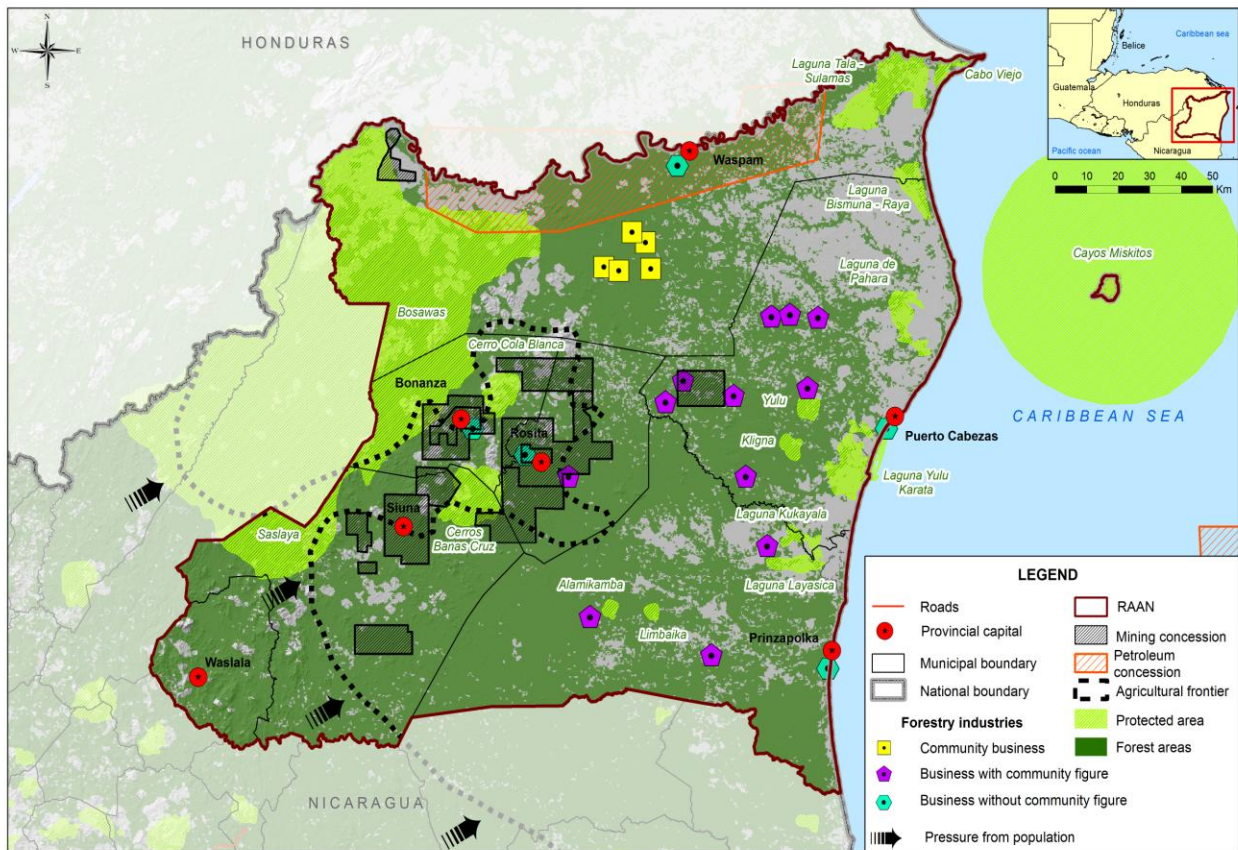 N
W
E
S
HONDURAS
Laguna Tala -
Sulamas
Cabo Viejo
Belice
Caribbean sea
Guatemala
Honduras
Pacific ocean
Nicaragua
0 10 20 30 40 50
Km
Waspam
Laguna
Bismuna - Raya
Laguna de
Pahara
Cayos Miskitos
Bosawas
Cerro Cola Blanca
Bonanza
Rosita
Yulu
Kligna
Puerto Cabezas
CARIBBEAN SEA
Laguna Yulu
Karata
Siuna
Saslaya
Cerros
Banas Cruz
Laguna Kukayala
Laguna Layasica
Alamikamba
Limbaika
Prinzapolka
Waslala
NICARAGUA
LEGEND
Roads
Provincial capital
Municipal boundary
National boundary
Forestry industries
Community business
Business with community figure
Business without community figure
Pressure from population
RAAN
Mining concession
Petroleum
concession
Agricultural frontier
Protected area
Forest areas